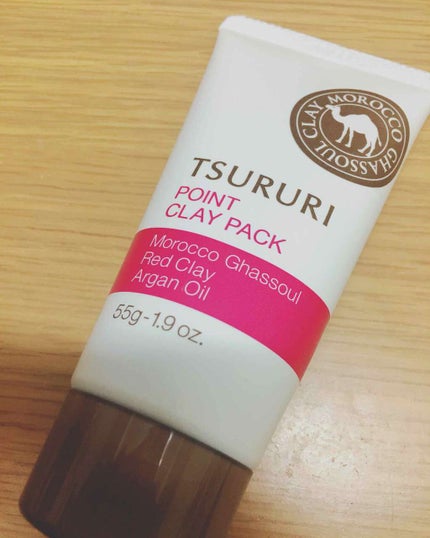 MOROCCO
GHASSOUL CLAY
TSURURI
POINT
CLAY PACK
Morocco Ghassoul
Red Clay
Argan Oil
55g-1.9 oz.